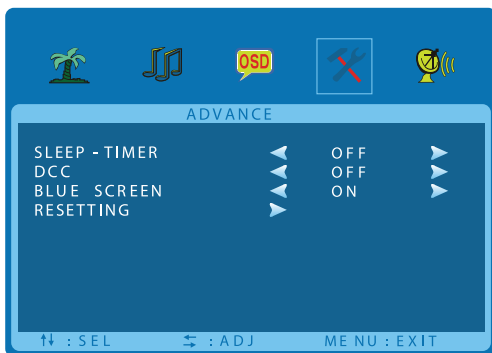 OSD
ADVANCE
SLEEP - TIMER OFF
DCC OFF
BLUE SCREEN ON
RESETTING
: SEL : ADJ MENU : EXIT